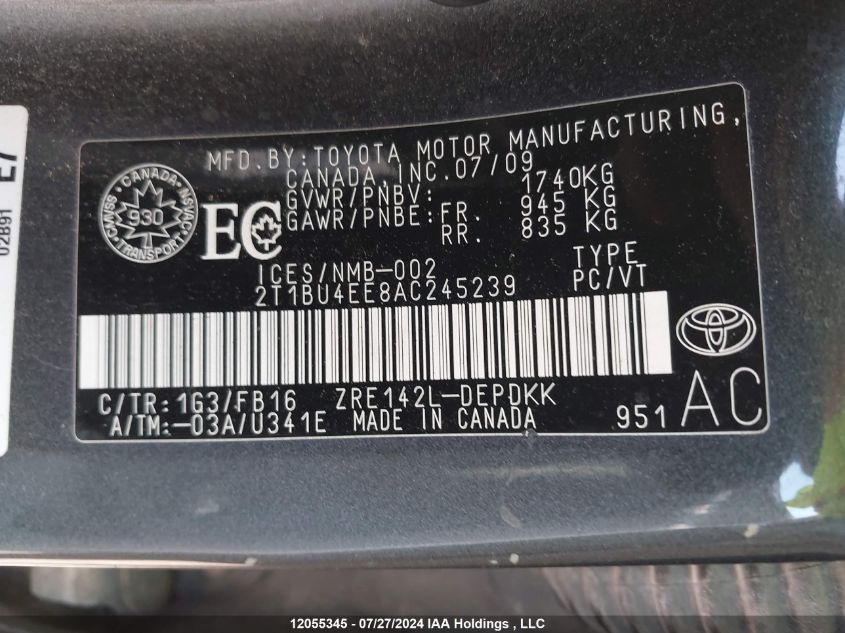 MFD.BY:TOYOTA MOTOR MANUFACTURING,
CANADA,INC.07/09
GVWR/PNBV: 1740KG
GAWR/PNBE: FR. 945 KG
RR. 835 KG
CANADA
CMVSS NSVAC
930
TRANSPORT
EC
ICES/NMB-002
TYPE
2T1BU4EE8AC245239
PC/VT
C/TR:1G3/FB16 ZRE142L-DEPDKK
A/TM:-03A/U341E MADE IN CANADA
951
AC
E7
02B91
12055345 - 07/27/2024 IAA Holdings , LLC